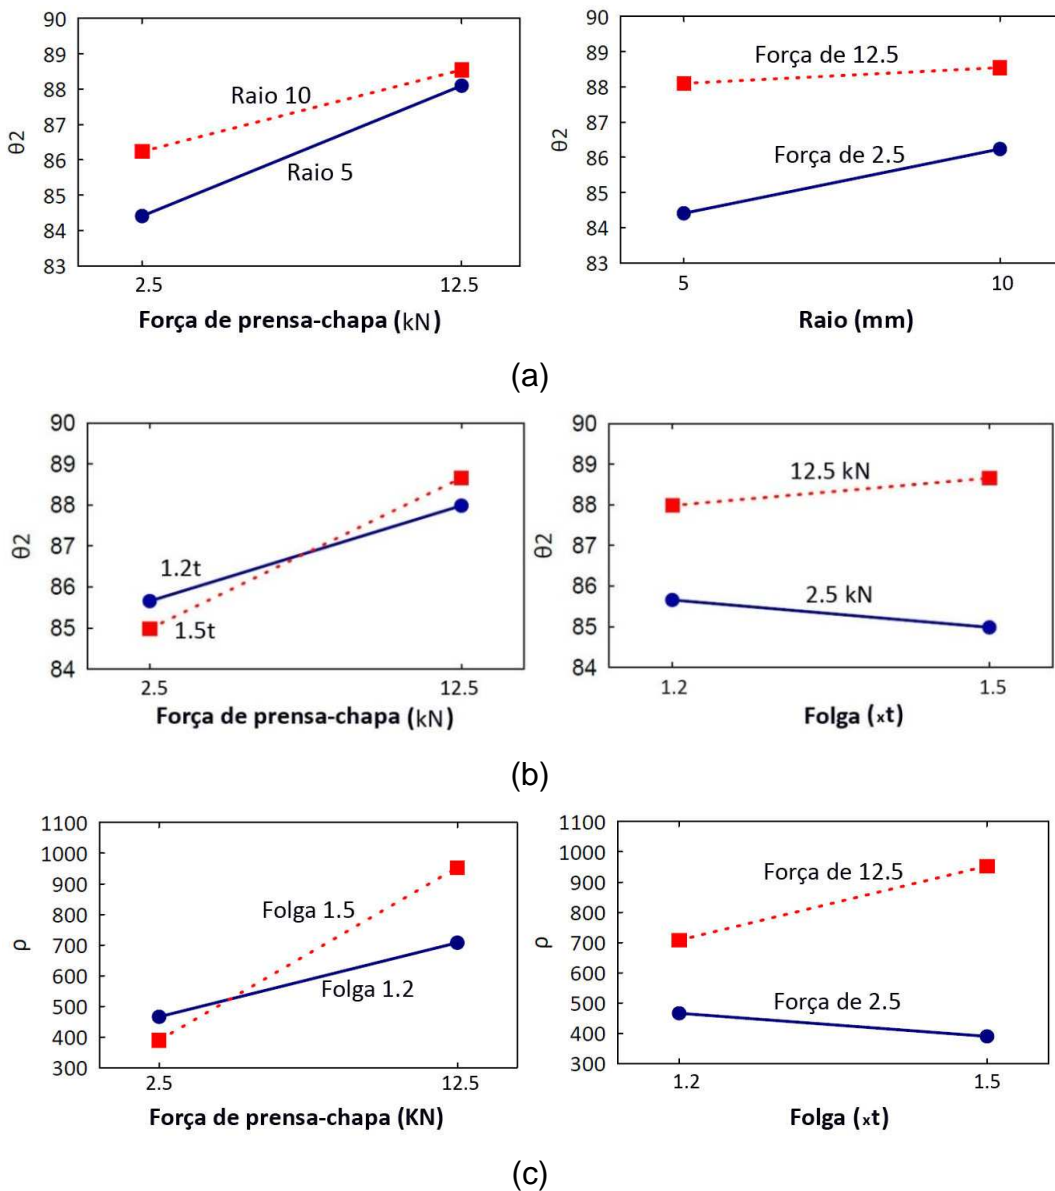 90
89
88
87
86
85
84
83
θ2
Raio 10
Raio 5
2.5 12.5
Força de prensa-chapa (kN)
90
89
88
87
86
85
84
83
θ2
Força de 12.5
Força de 2.5
5 10
Raio (mm)
(a)
90
89
88
87
86
85
84
θ2
1.2t
1.5t
2.5 12.5
Força de prensa-chapa (kN)
90
89
88
87
86
85
84
θ2
12.5 kN
2.5 kN
1.2 1.5
Folga (xt)
(b)
1100
1000
900
800
700
600
500
400
300
ρ
Folga 1.5
Folga 1.2
2.5 12.5
Força de prensa-chapa (KN)
1100
1000
900
800
700
600
500
400
300
ρ
Força de 12.5
Força de 2.5
1.2 1.5
Folga (xt)
(c)